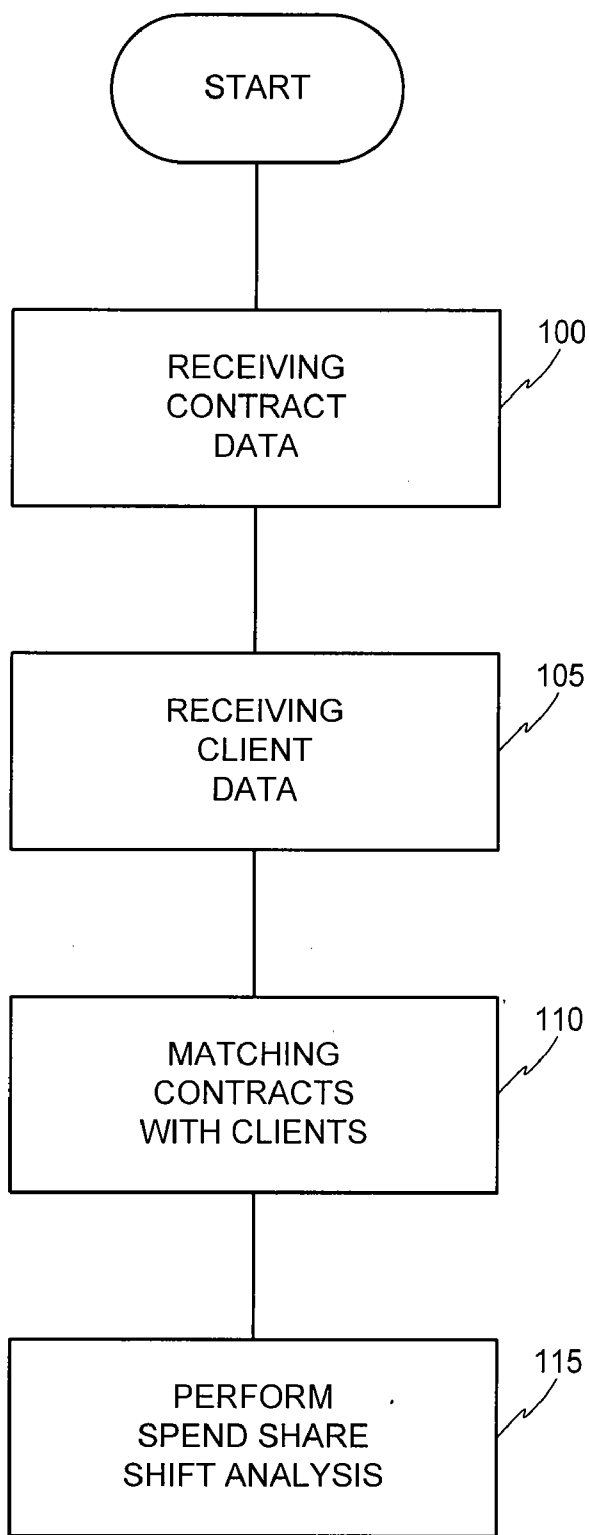 START
RECEIVING
CONTRACT
DATA
100
RECEIVING
CLIENT
DATA
105
MATCHING
CONTRACTS
WITH CLIENTS
110
PERFORM
SPEND SHARE
SHIFT ANALYSIS
115